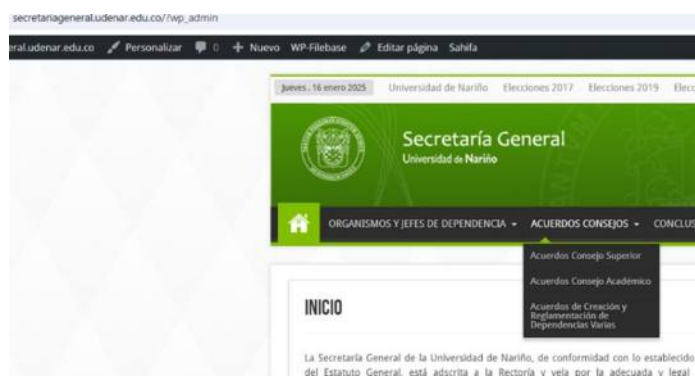 secretariageneral.udenar.edu.co/?wp_admin
eral.udenar.edu.co Personalizar 0 + Nuevo WP-Filebase Editar página Sahifa
jueves , 16 enero 2025 Universidad de Nariño Elecciones 2017 Elecciones 2019 Elecc
Secretaría General
Universidad de Nariño
ORGANISMOS Y JEFES DE DEPENDENCIA ACUERDOS CONSEJOS CONCLUS
Acuerdos Consejo Superior
Acuerdos Consejo Académico
Acuerdos de Creación y
Reglamentación de
Dependencias Varias
INICIO
La Secretaría General de la Universidad de Nariño, de conformidad con lo establecido
del Estatuto General, está adscrita a la Rectoría y vela por la adecuada y legal